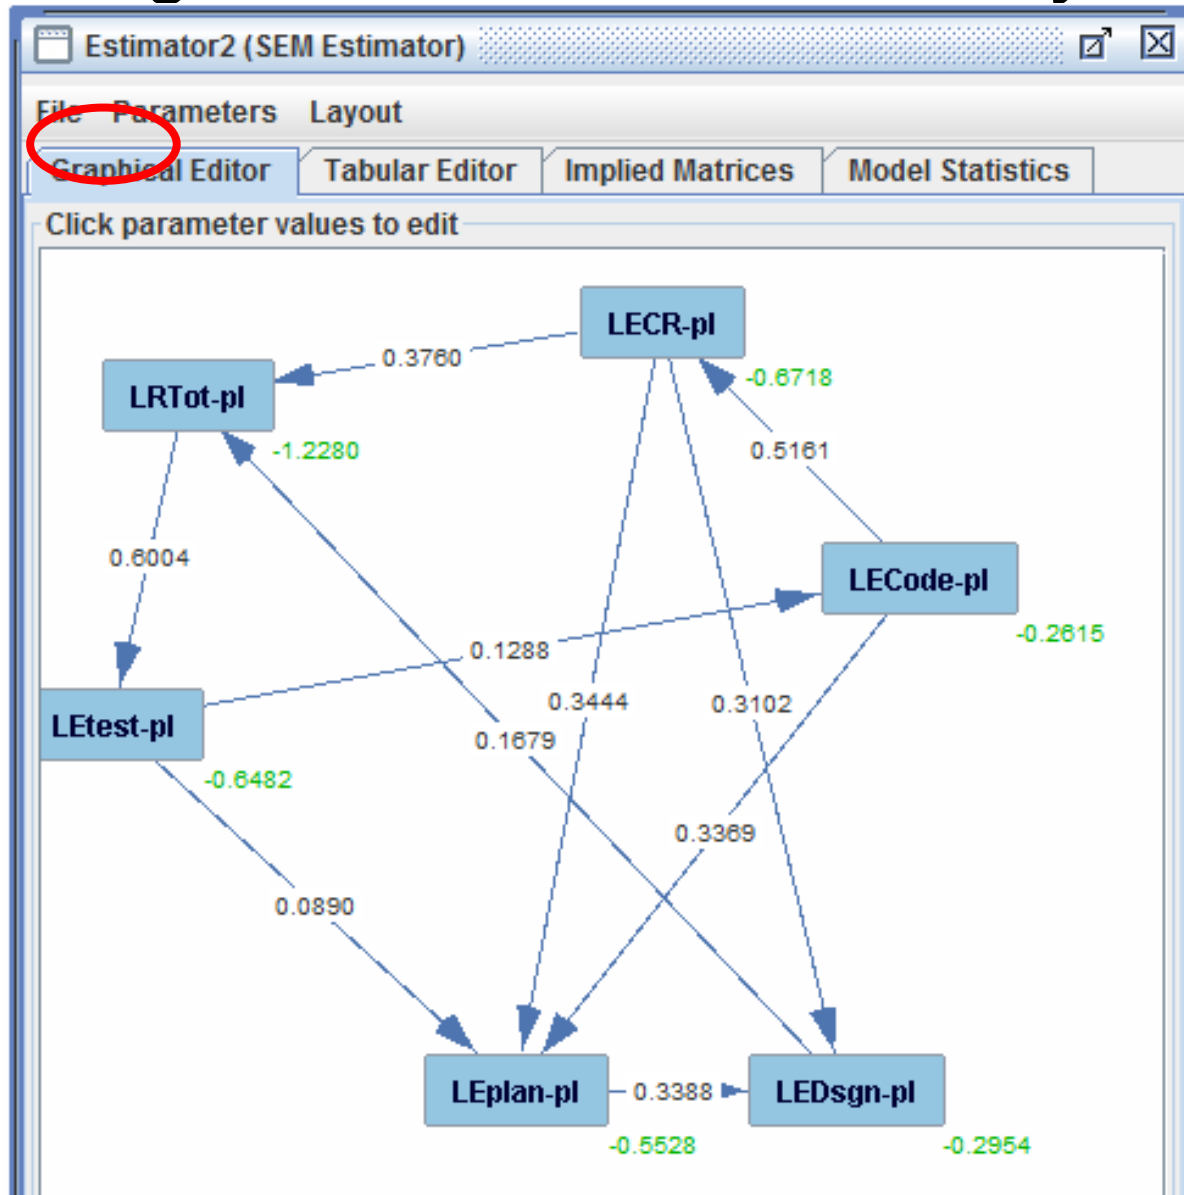 Estimator2 (SEM Estimator)
File Parameters Layout
Graphical Editor Tabular Editor Implied Matrices Model Statistics
Click parameter values to edit
LECR-pl
0.3760
-0.6718
LRTot-pl
-1.2280
0.5161
0.6004
LECode-pl
-0.2615
0.1288
0.3444
0.3102
LEtest-pl
0.1679
-0.6482
0.3369
0.0890
LEplan-pl
0.3388
LEDsgn-pl
-0.5528
-0.2954